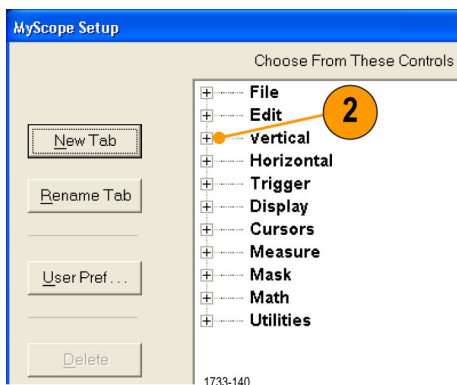 MyScope Setup
Choose From These Controls
File
Edit
2
Vertical
Horizontal
Trigger
Display
Cursors
Measure
Mask
Math
Utilities
New Tab
Rename Tab
User Pref . . .
Delete
1733-140